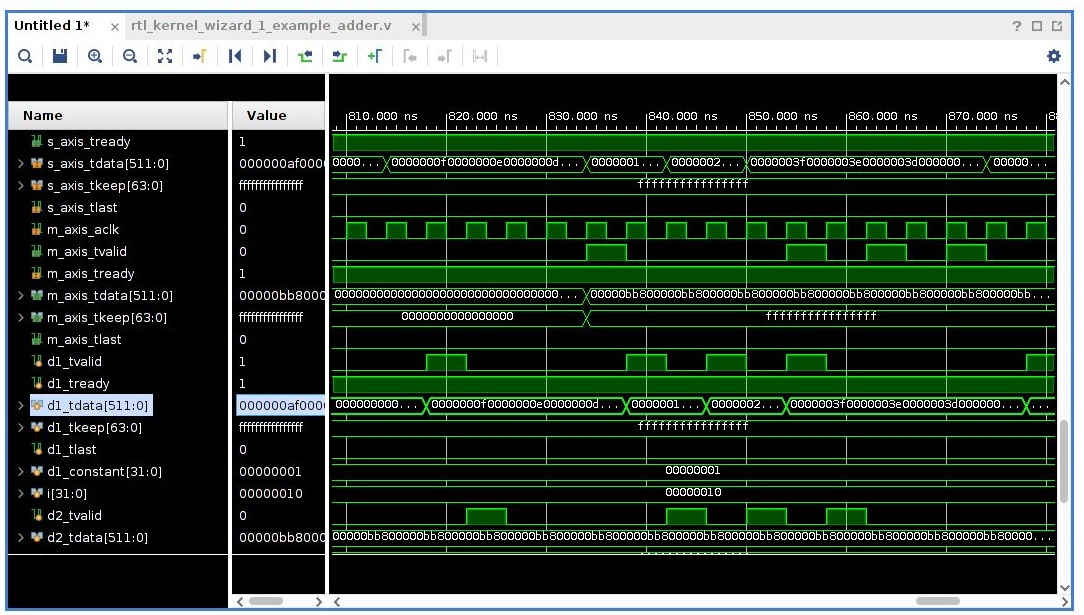 Untitled 1* × rtl_kernel_wizard_1_example_adder.v × ?
Name Value 810.000 ns 820.000 ns 830.000 ns 840.000 ns 850.000 ns 860.000 ns 870.000 ns 88
s_axis_tready 1
s_axis_tdata[511:0] 000000af000 0000... 0000000f0000000e0000000d... 0000001... 0000002... 0000003f0000003e0000003d000000... 00000...
s_axis_tkeep[63:0] ffffffffffffffff ffffffffffffffff
s_axis_tlast 0
m_axis_aclk 0
m_axis_tvalid 0
m_axis_tready 1
m_axis_tdata[511:0] 00000bb8000 0000000000000000000000000000000... 00000bb800000bb800000bb800000bb800000bb800000bb...
m_axis_tkeep[63:0] ffffffffffffffff 0000000000000000 ffffffffffffffff
m_axis_tlast 0
d1_tvalid 1
d1_tready 1
d1_tdata[511:0] 000000af000 000000000... 0000000f0000000e0000000d... 0000001... 0000002... 0000003f0000003e0000003d000000... ...
d1_tkeep[63:0] ffffffffffffffff ffffffffffffffff
d1_tlast 0
d1_constant[31:0] 00000001 00000001
i[31:0] 00000010 00000010
d2_tvalid 0
d2_tdata[511:0] 00000bb8000 00000bb800000bb800000bb800000bb800000bb800000bb800000bb800000bb80000...